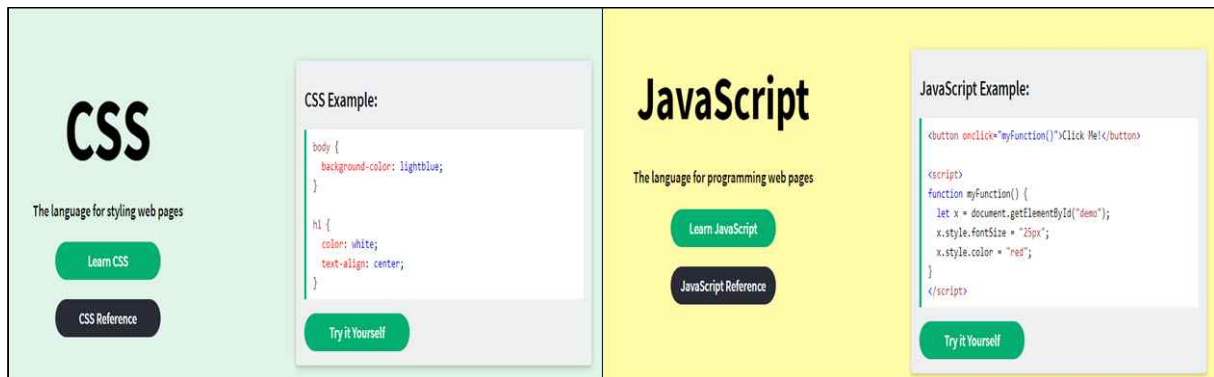 CSS
The language for styling web pages
Learn CSS
CSS Reference
CSS Example:
body {
  background-color: lightblue;
}

h1 {
  color: white;
  text-align: center;
}
Try it Yourself
JavaScript
The language for programming web pages
Learn JavaScript
JavaScript Reference
JavaScript Example:
<button onclick="myFunction()">Click Me!</button>

<script>
function myFunction() {
  let x = document.getElementById("demo");
  x.style.fontSize = "25px";
  x.style.color = "red";
}
</script>
Try it Yourself